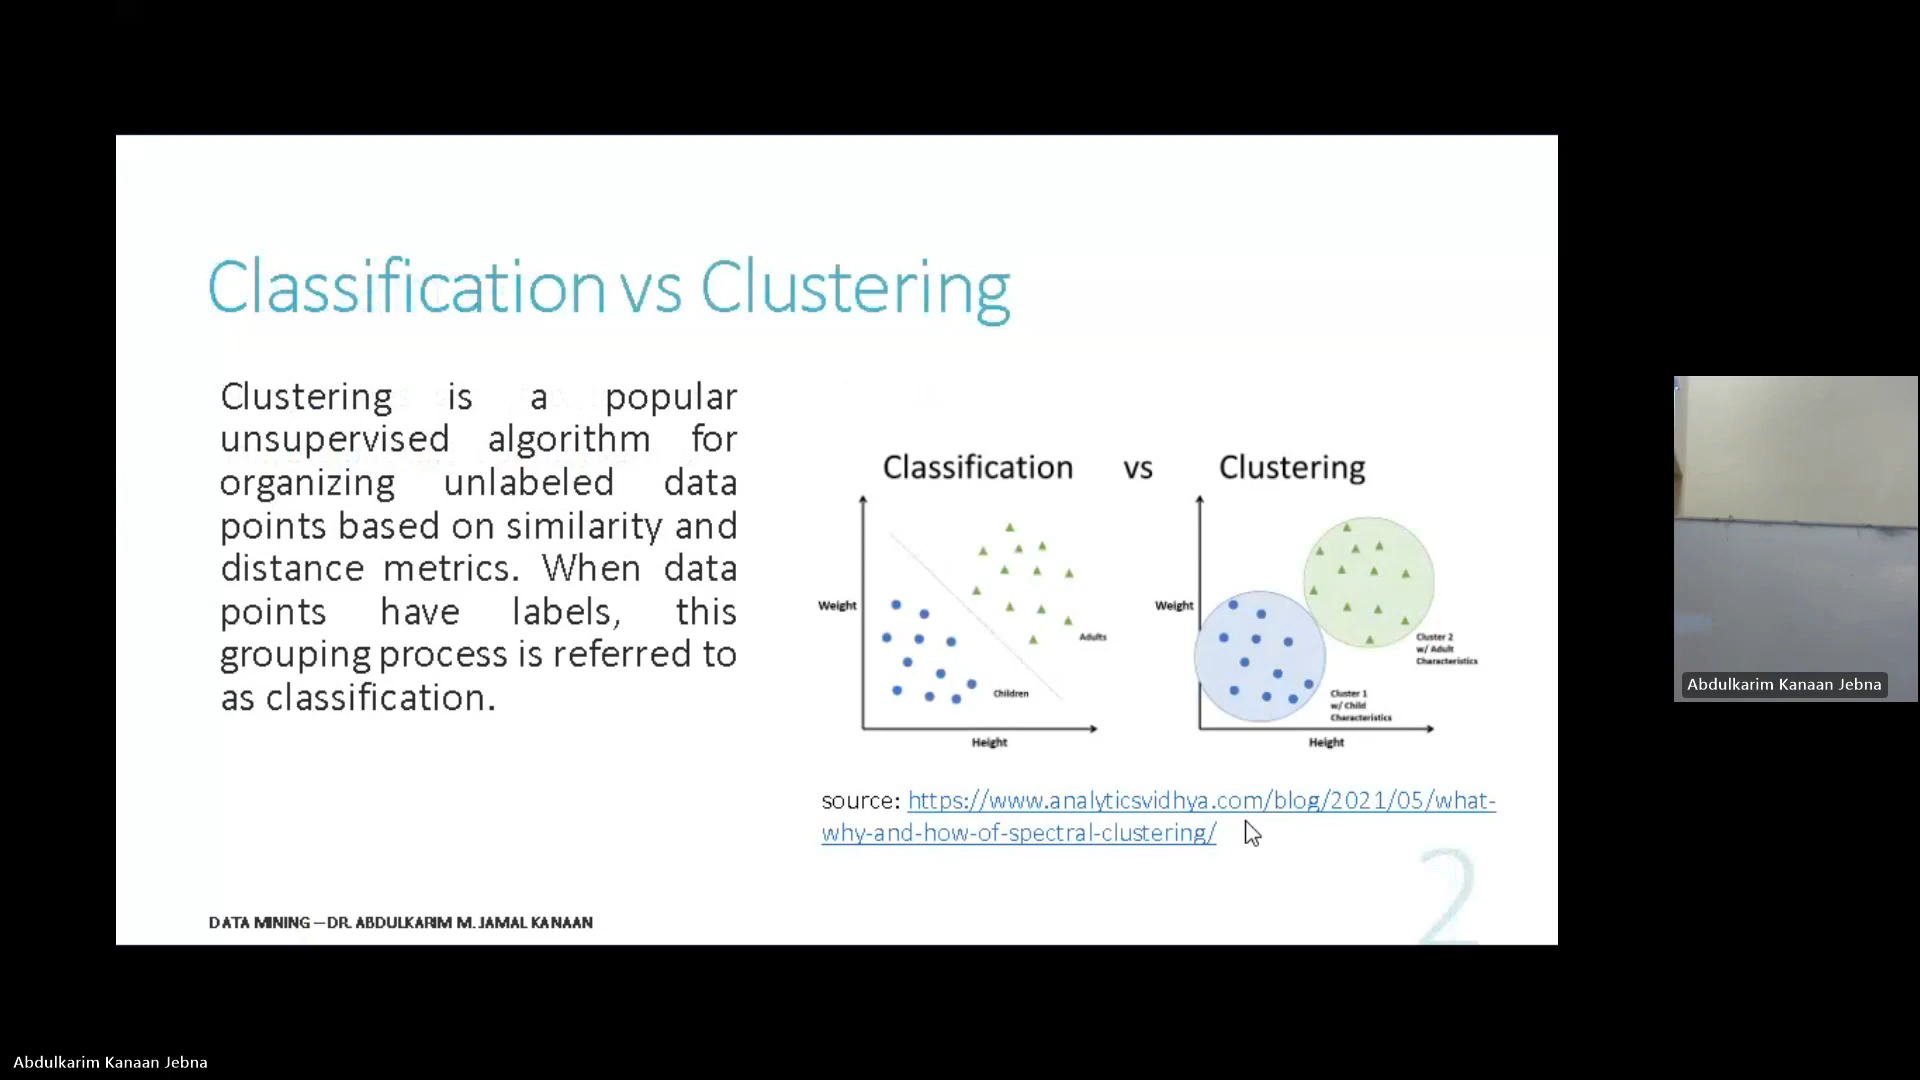 Classification vs Clustering
Clustering is a popular
unsupervised algorithm for
organizing unlabeled data
points based on similarity and
distance metrics. When data
points have labels, this
grouping process is referred to
as classification.
Classification vs Clustering
Weight
Adults
Children
Height
Weight
Cluster 2
w/ Adult
Characteristics
Cluster 1
w/ Child
Characteristics
Height
source: https://www.analyticsvidhya.com/blog/2021/05/what-
why-and-how-of-spectral-clustering/
2
DATA MINING – DR. ABDULKARIM M. JAMAL KANAAN
Abdulkarim Kanaan Jebna
Abdulkarim Kanaan Jebna